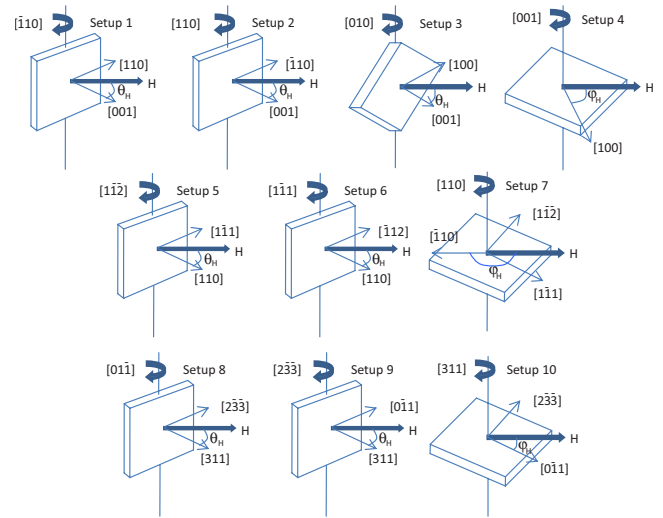 [1̄10] Setup 1
[110]
H
θH
[001]
[110] Setup 2
[1̄10]
H
θH
[001]
[010] Setup 3
[100]
H
θH
[001]
[001] Setup 4
H
φH
[100]
[11̄2̄] Setup 5
[11̄1]
H
θH
[110]
[11̄1] Setup 6
[1̄12]
H
θH
[110]
[110] Setup 7
[11̄2̄]
[1̄10]
H
φH
[11̄1]
[011̄] Setup 8
[23̄3̄]
H
θH
[311]
[23̄3̄] Setup 9
[01̄1]
H
θH
[311]
[311] Setup 10
[23̄3̄]
H
φH
[01̄1]